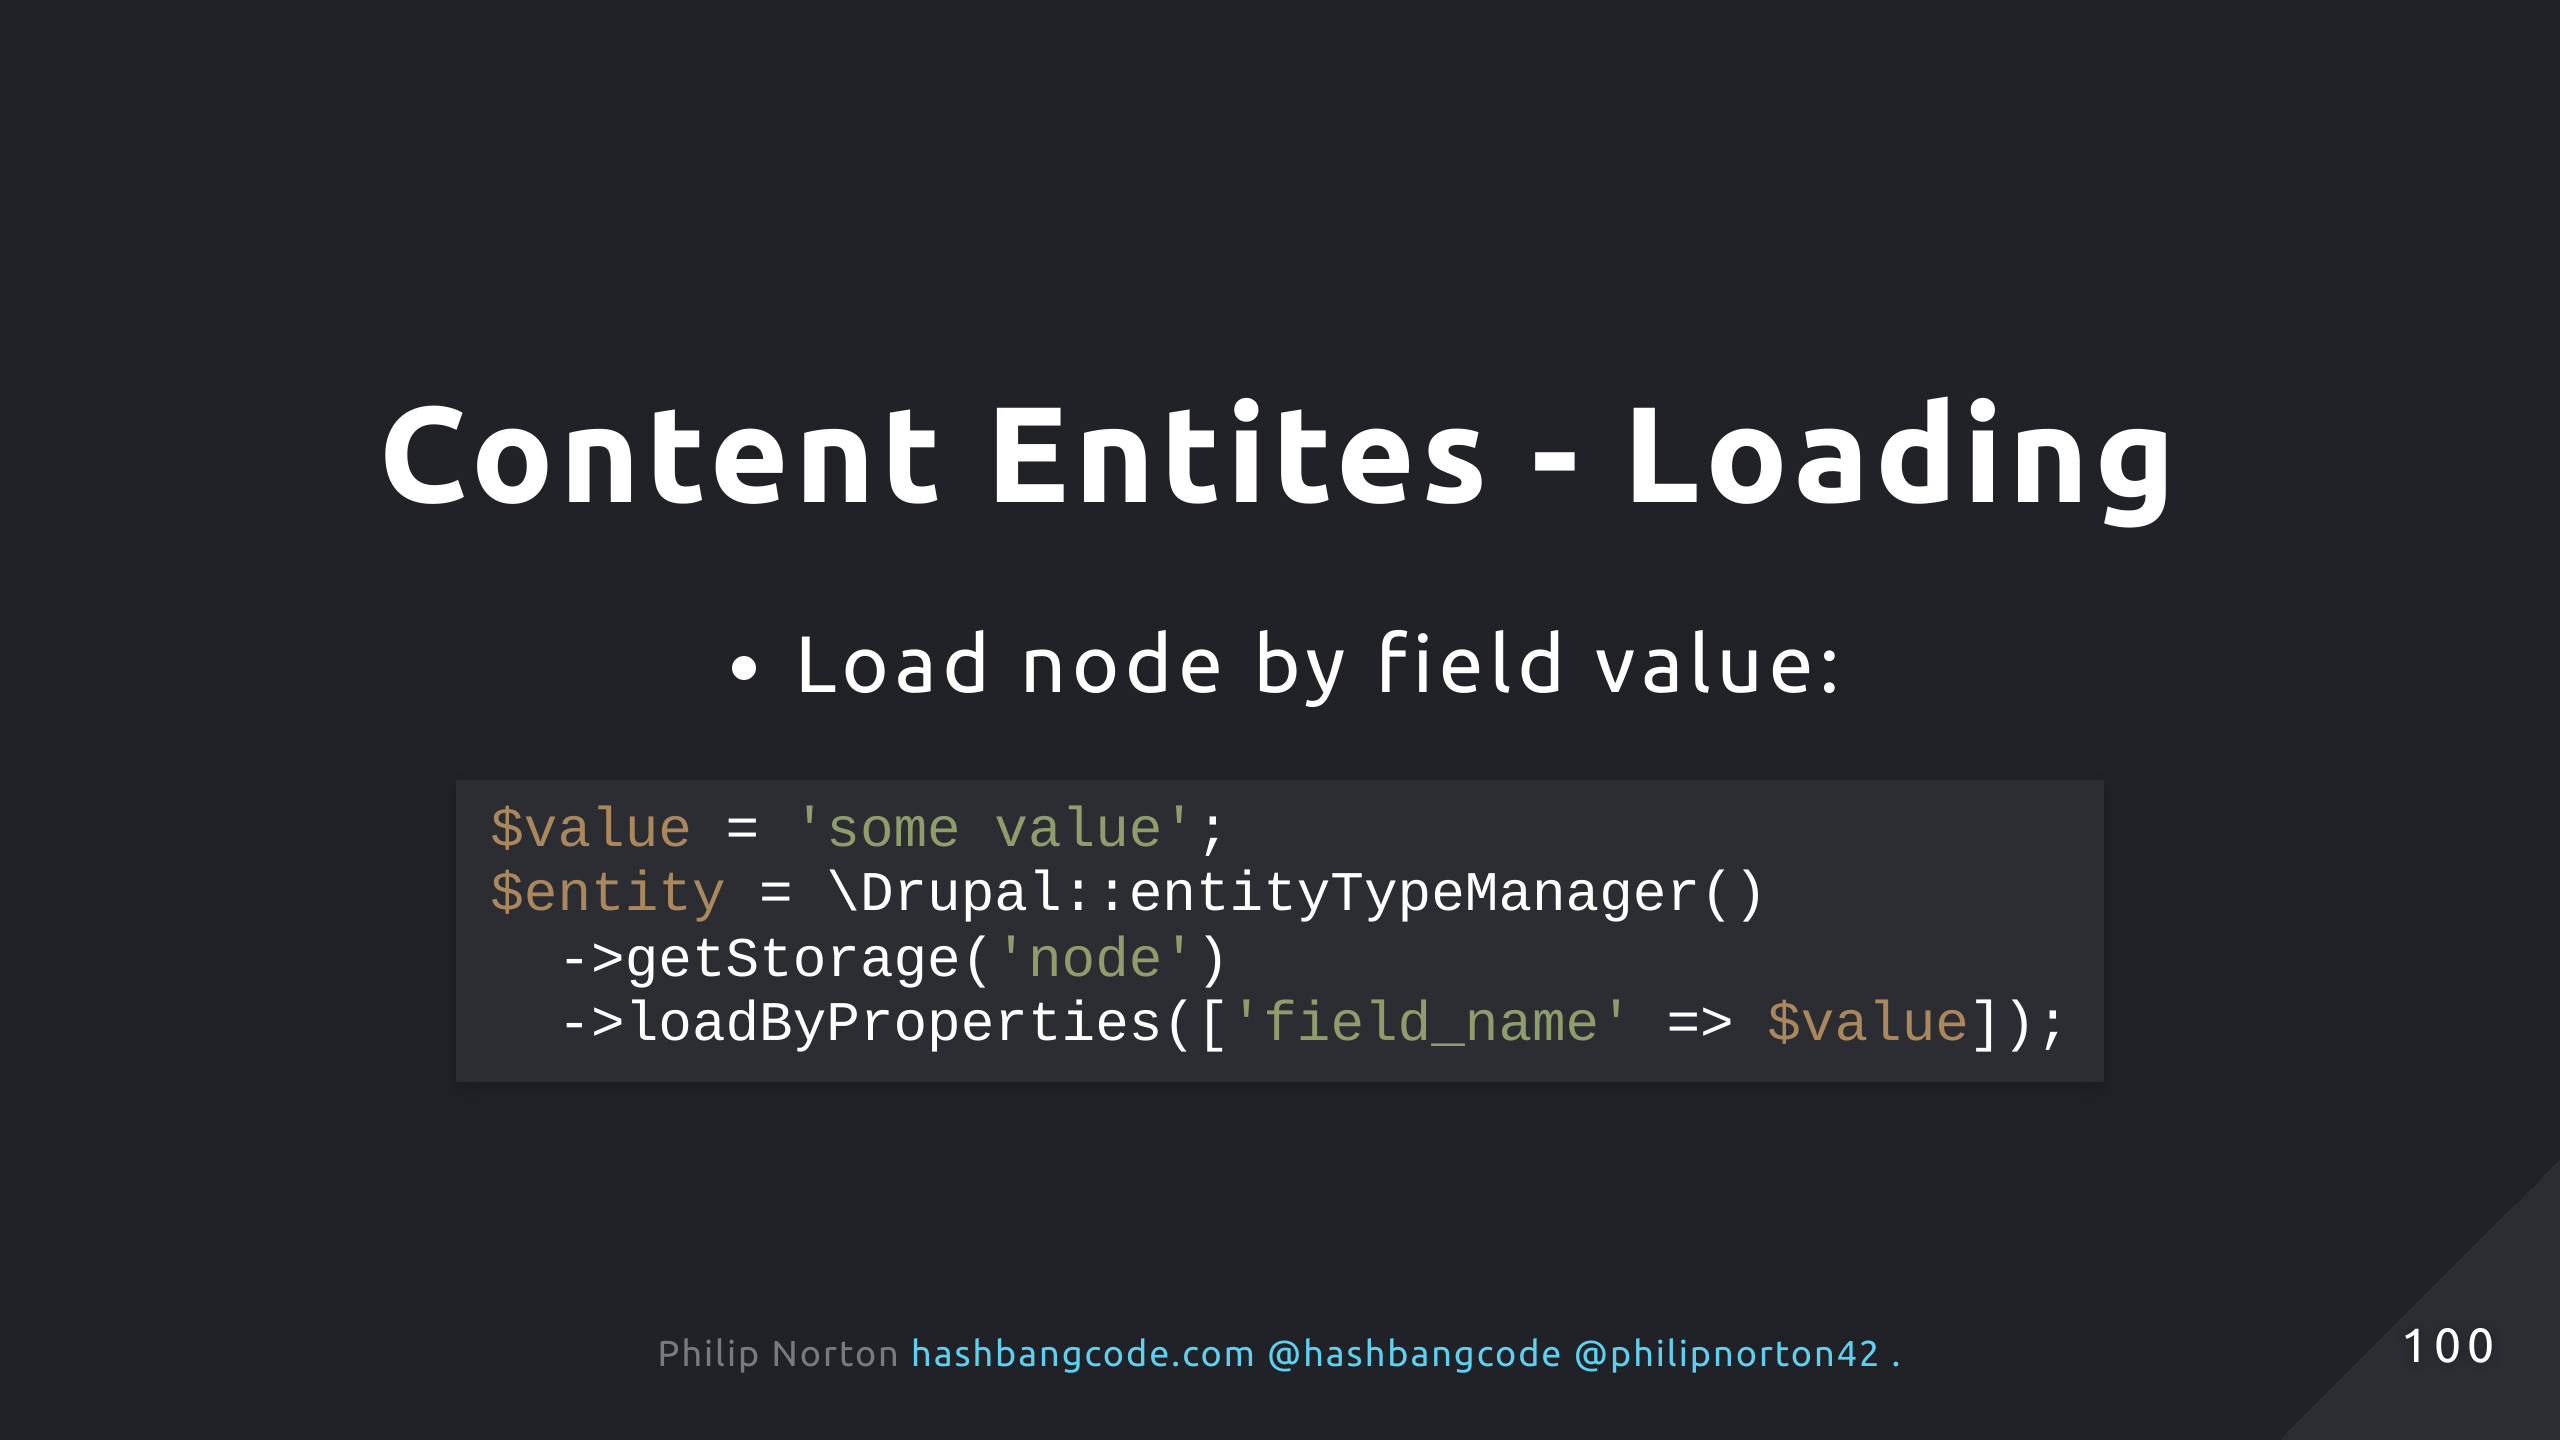 Content Entites - Loading
• Load node by field value:
$value = 'some value';
$entity = \Drupal::entityTypeManager()
  ->getStorage('node')
  ->loadByProperties(['field_name' => $value]);
Philip Norton hashbangcode.com @hashbangcode @philipnorton42 .
100